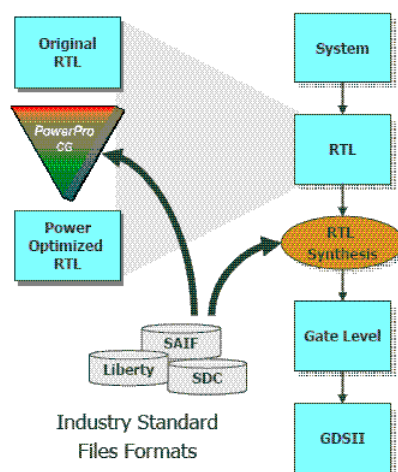 Original
RTL
PowerPro
CG
Power
Optimized
RTL
System
RTL
RTL
Synthesis
Gate Level
GDSII
SAIF
Liberty
SDC
Industry Standard
Files Formats